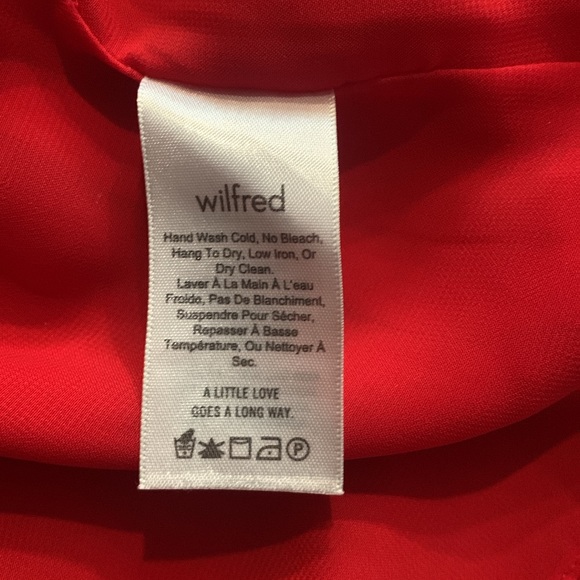 wilfred
Hand Wash Cold, No Bleach,
Hang To Dry, Low Iron, Or
Dry Clean.
Laver À La Main À L'eau
Froide, Pas De Blanchiment,
Suspendre Pour Sécher,
Repasser À Basse
Température, Ou Nettoyer À
Sec.
A LITTLE LOVE
GOES A LONG WAY.
P